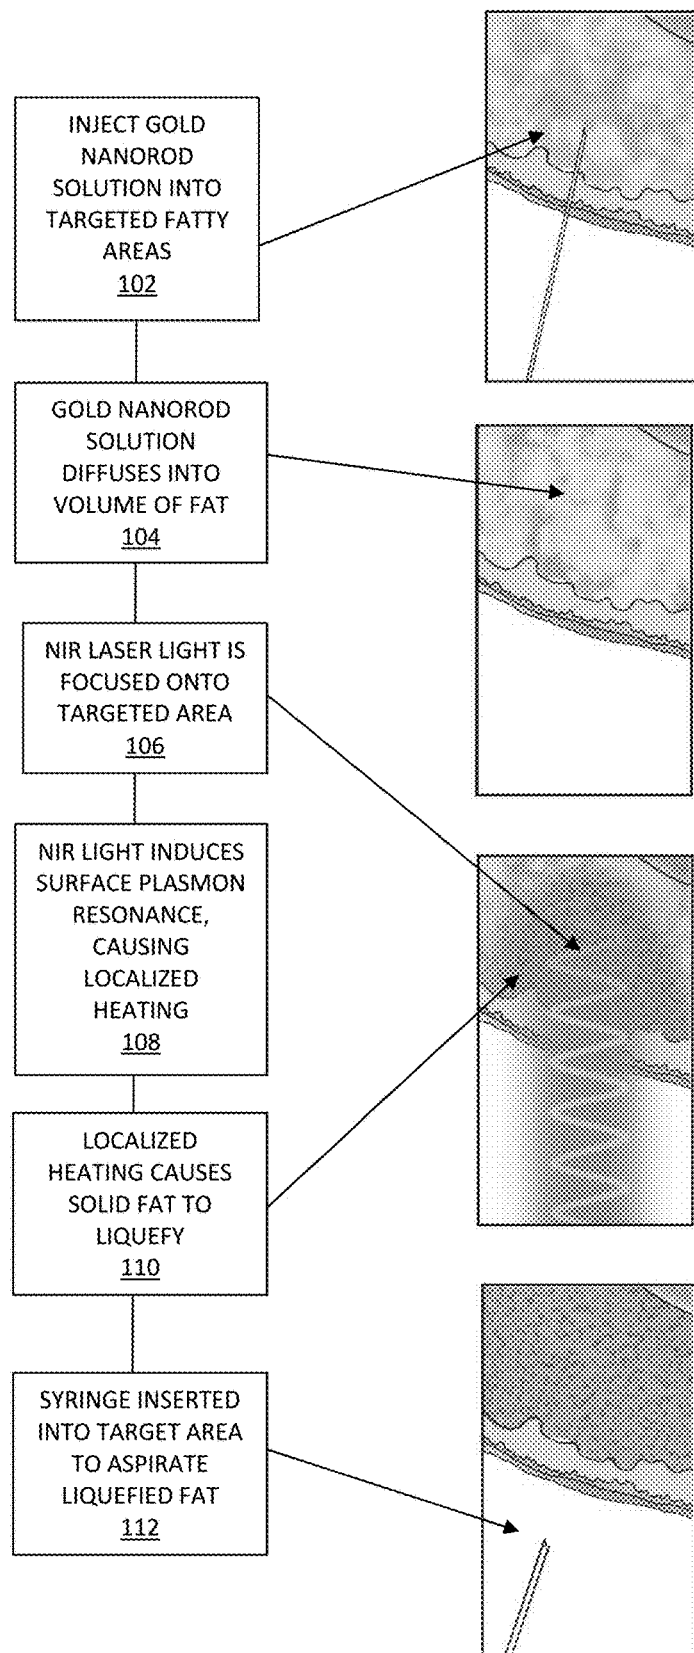 INJECT GOLD
NANOROD
SOLUTION INTO
TARGETED FATTY
AREAS
102
GOLD NANOROD
SOLUTION
DIFFUSES INTO
VOLUME OF FAT
104
NIR LASER LIGHT IS
FOCUSED ONTO
TARGETED AREA
106
NIR LIGHT INDUCES
SURFACE PLASMON
RESONANCE,
CAUSING
LOCALIZED
HEATING
108
LOCALIZED
HEATING CAUSES
SOLID FAT TO
LIQUEFY
110
SYRINGE INSERTED
INTO TARGET AREA
TO ASPIRATE
LIQUEFIED FAT
112